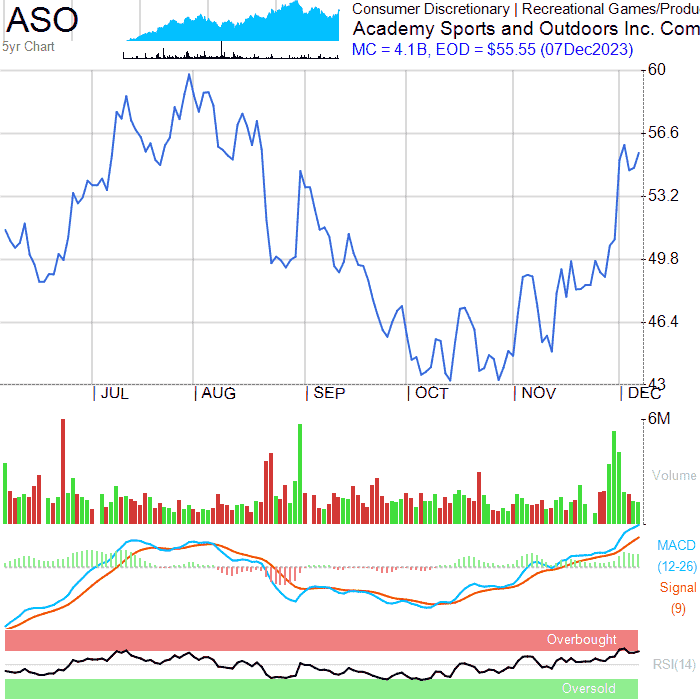 ASO
5yr Chart
Consumer Discretionary | Recreational Games/Produ
Academy Sports and Outdoors Inc. Com
MC = 4.1B, EOD = $55.55 (07Dec2023)
60
56.6
53.2
49.8
46.4
43
JUL
AUG
SEP
OCT
NOV
DEC
6M
Volume
MACD
(12-26)
Signal
(9)
Overbought
RSI(14)
Oversold